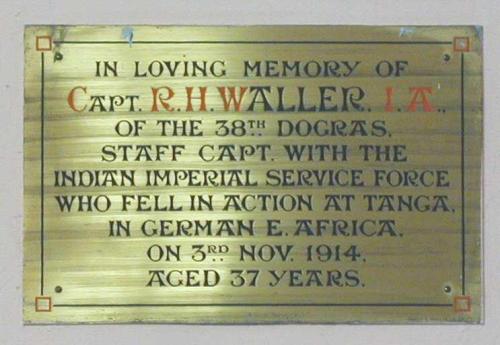 IN LOVING MEMORY OF
CAPT. R.H. WALLER. I.A.,
OF THE 38TH DOGRAS,
STAFF CAPT. WITH THE
INDIAN IMPERIAL SERVICE FORCE
WHO FELL IN ACTION AT TANGA,
IN GERMAN E. AFRICA,
ON 3RD NOV. 1914,
AGED 37 YEARS.